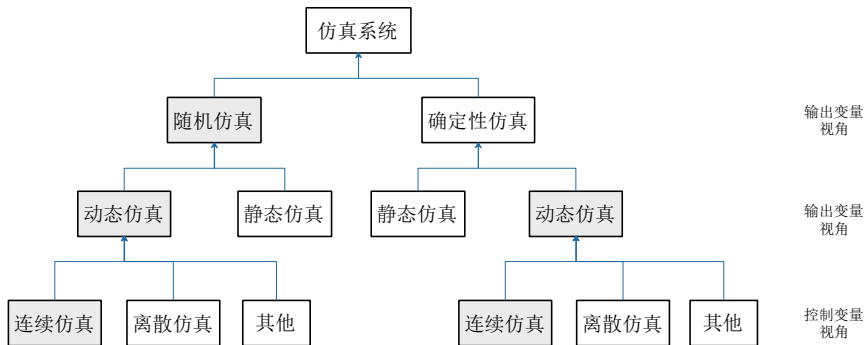 仿真系统
随机仿真
确定性仿真
输出变量
视角
动态仿真
静态仿真
静态仿真
动态仿真
输出变量
视角
连续仿真
离散仿真
其他
连续仿真
离散仿真
其他
控制变量
视角